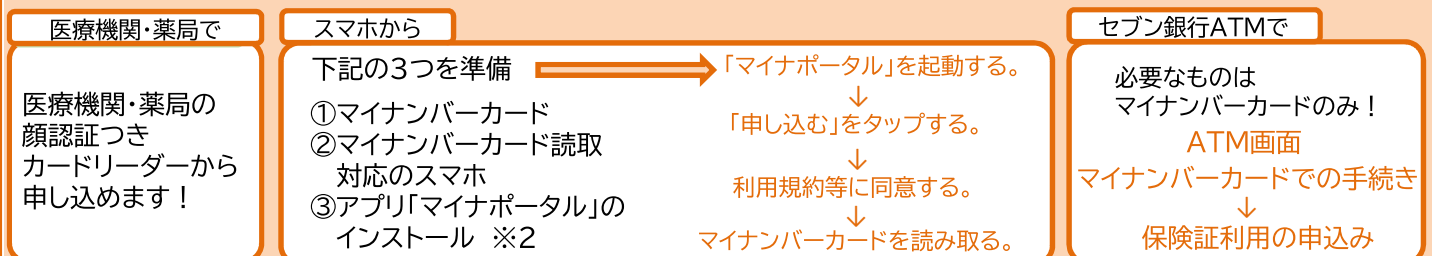 医療機関・薬局で
医療機関・薬局の
顔認証つき
カードリーダーから
申し込めます！
スマホから
下記の3つを準備
①マイナンバーカード
②マイナンバーカード読取
対応のスマホ
③アプリ「マイナポータル」の
インストール ※2
「マイナポータル」を起動する。
↓
「申し込む」をタップする。
↓
利用規約等に同意する。
↓
マイナンバーカードを読み取る。
セブン銀行ATMで
必要なものは
マイナンバーカードのみ！
ATM画面
マイナンバーカードでの手続き
↓
保険証利用の申込み